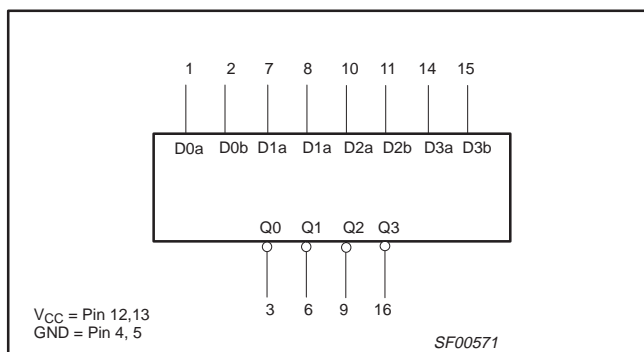 1 2 7 8 10 11 14 15
D0a D0b D1a D1a D2a D2b D3a D3b
Q0 Q1 Q2 Q3
3 6 9 16
VCC = Pin 12,13
GND = Pin 4, 5
SF00571